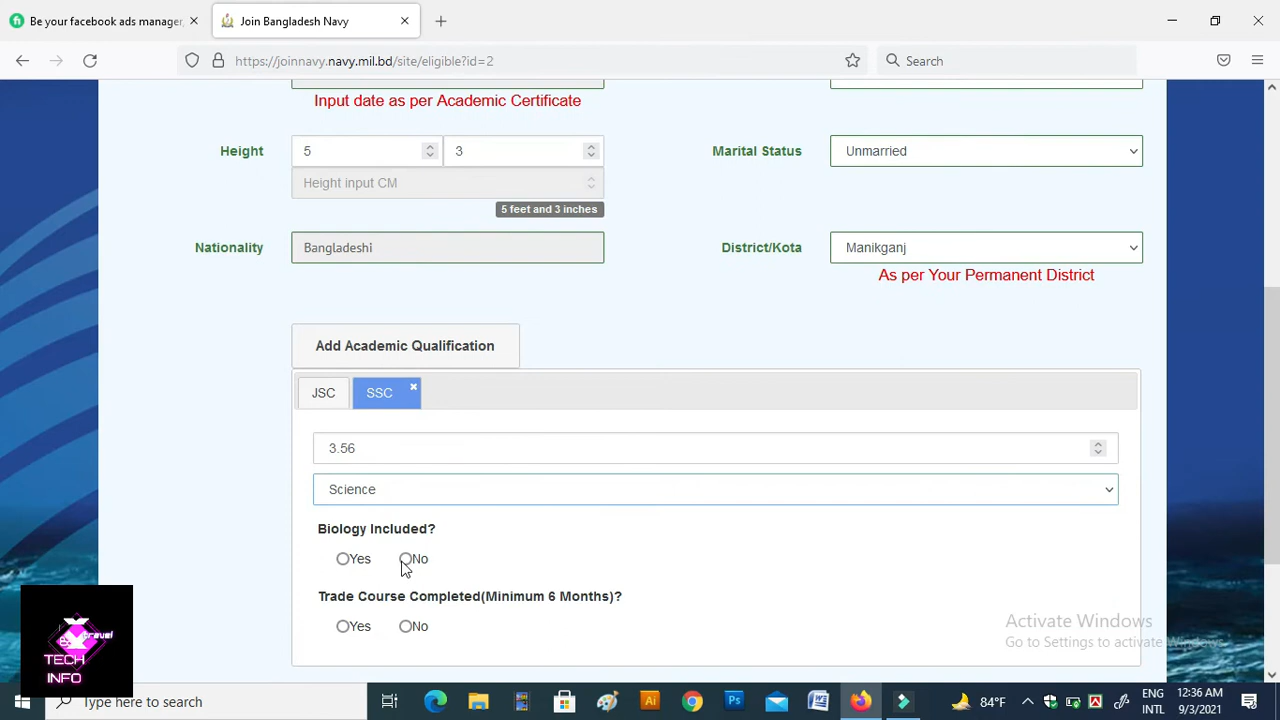 Be your facebook ads manager,
Join Bangladesh Navy
https://joinnavy.navy.mil.bd/site/eligible?id=2
Search
Input date as per Academic Certificate
Height
5
3
Marital Status
Unmarried
Height input CM
5 feet and 3 inches
Nationality
Bangladeshi
District/Kota
Manikganj
As per Your Permanent District
Add Academic Qualification
JSC
SSC
3.56
Science
Biology Included?
Yes
No
Trade Course Completed(Minimum 6 Months)?
Yes
No
Activate Windows
Go to Settings to activate Windows.
travel
TECH
INFO
Type here to search
Ai
Ps
84°F
ENG
INTL
12:36 AM
9/3/2021